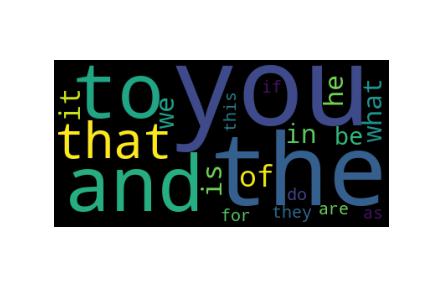 to you if he what
it we this
that in be
and is of the
do
for they are as